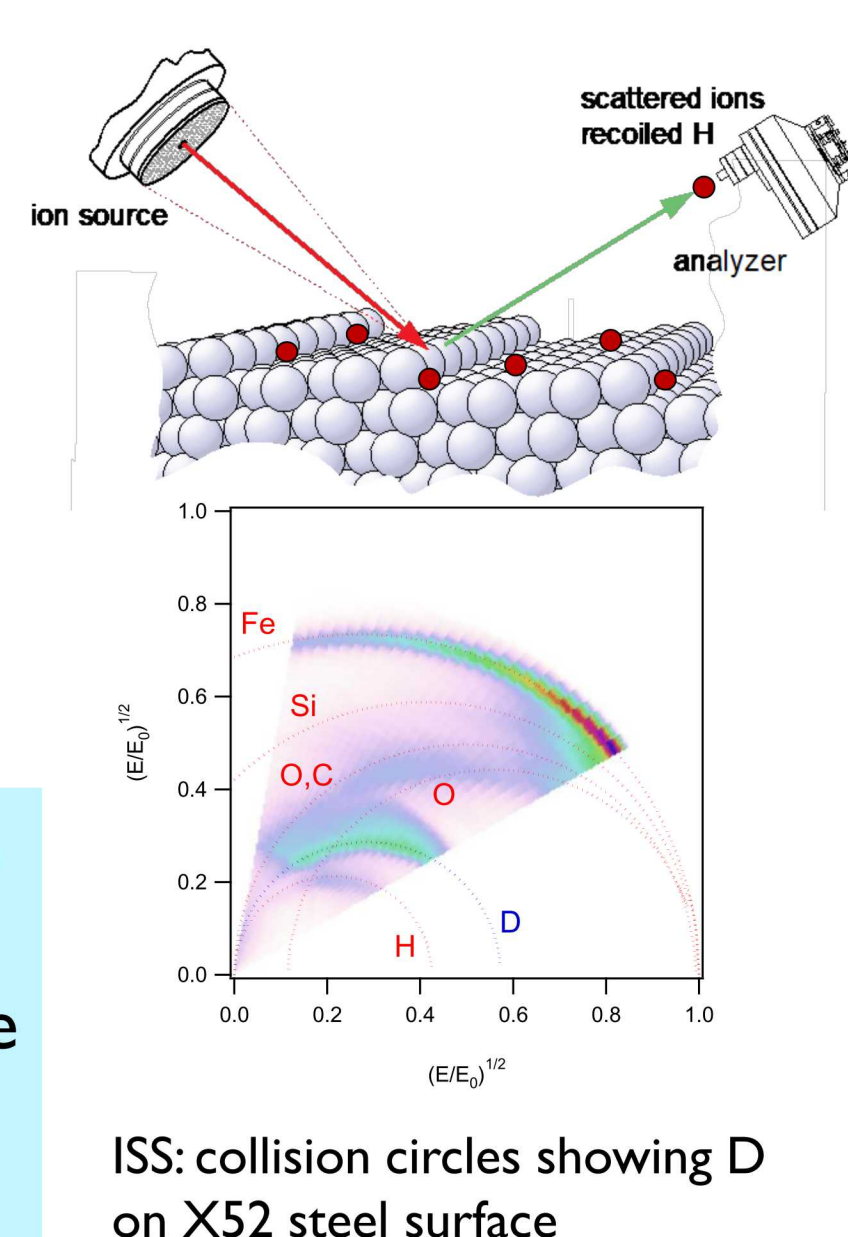 scattered ions
recoiled H
ion source
analyzer
1.0
0.8
0.6
0.4
0.2
0.0
(E/E0)1/2
Fe
Si
O,C
O
D
H
0.0 0.2 0.4 0.6 0.8 1.0
(E/E0)1/2
e
ISS: collision circles showing D
on X52 steel surface